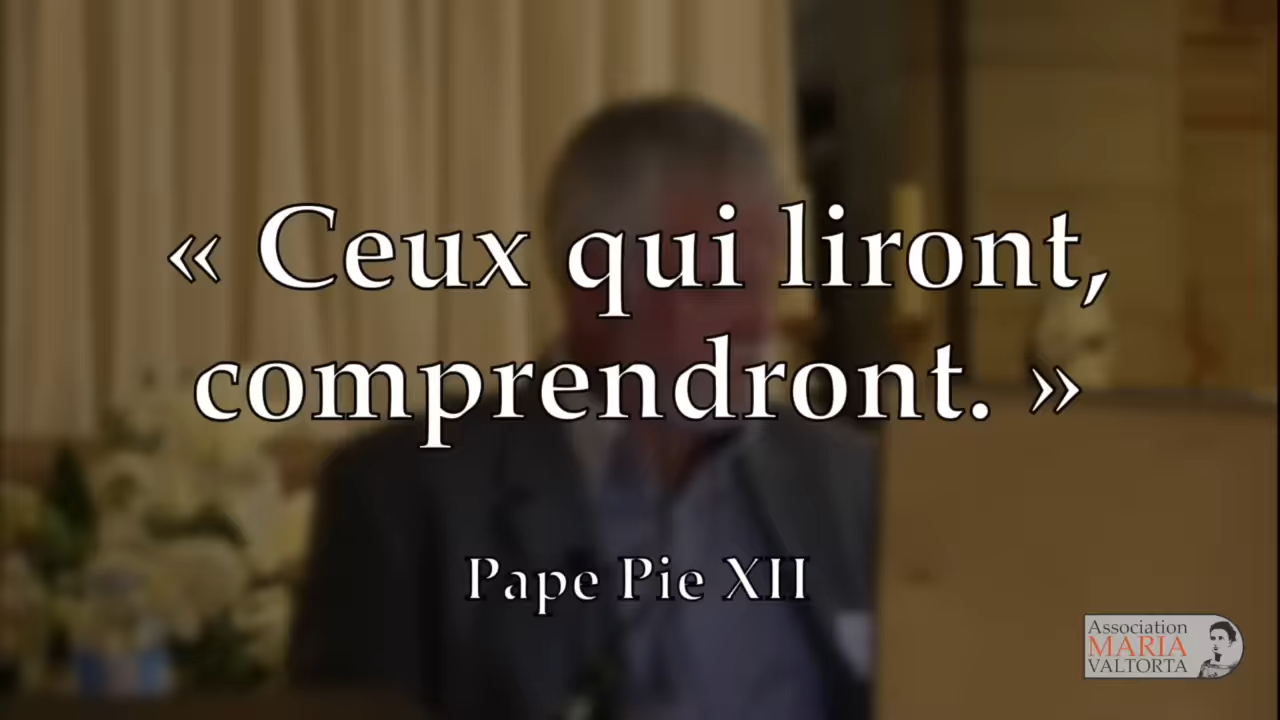 « Ceux qui liront,
comprendront. »
Pape Pie XII
Association
MARIA
VALTORTA